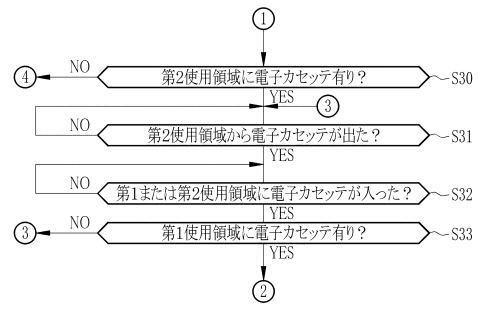 ①
NO
④
第2使用領域に電子カセッテ有り?
S30
YES
③
NO
第2使用領域から電子カセッテが出た?
S31
YES
NO
第1または第2使用領域に電子カセッテが入った?
S32
YES
NO
③
第1使用領域に電子カセッテ有り?
S33
YES
②